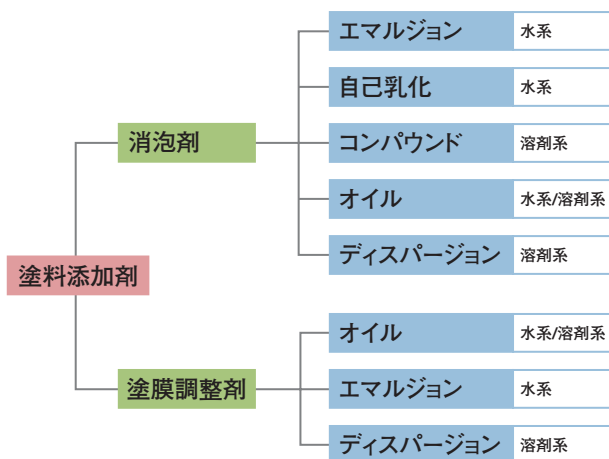 塗料添加剤
消泡剤
エマルジョン 水系
自己乳化 水系
コンパウンド 溶剤系
オイル 水系/溶剤系
ディスパージョン 溶剤系
塗膜調整剤
オイル 水系/溶剤系
エマルジョン 水系
ディスパージョン 溶剤系